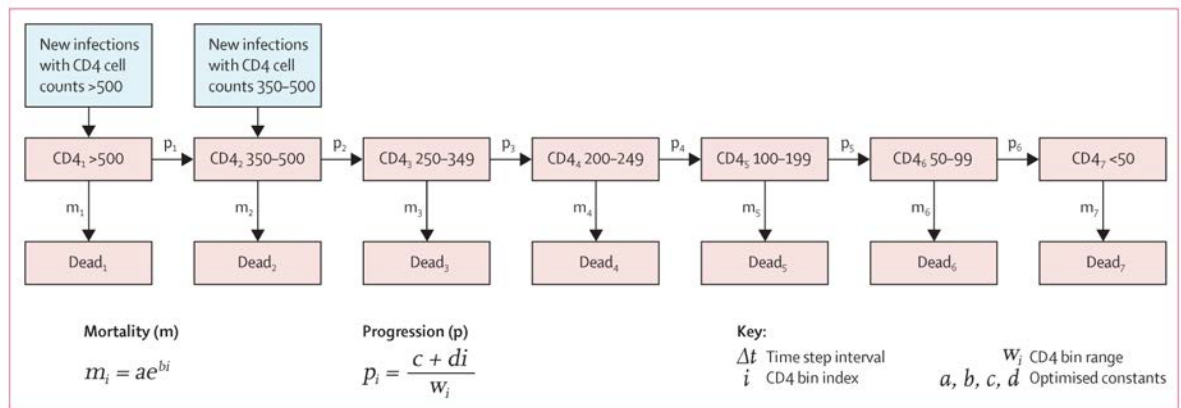 New infections
with CD4 cell
counts >500
New infections
with CD4 cell
counts 350–500
CD4₁ >500
p₁
CD4₂ 350–500
p₂
CD4₃ 250–349
p₃
CD4₄ 200–249
p₄
CD4₅ 100–199
p₅
CD4₆ 50–99
p₆
CD4₇ <50
m₁
m₂
m₃
m₄
m₅
m₆
m₇
Dead₁
Dead₂
Dead₃
Dead₄
Dead₅
Dead₆
Dead₇
Mortality (m)
mᵢ = ae^{bi}
Progression (p)
pᵢ = \frac{c + di}{wᵢ}
Key:
Δt Time step interval
i CD4 bin index
wᵢ CD4 bin range
a, b, c, d Optimised constants